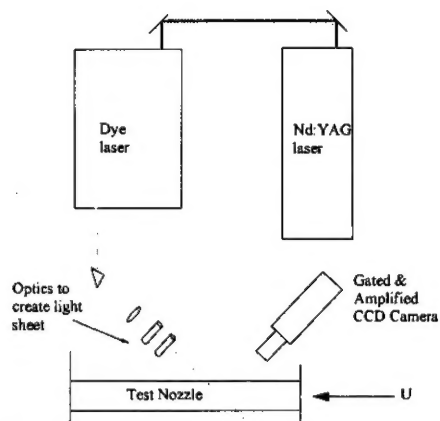 Dye
laser
Nd:YAG
laser
Optics to
create light
sheet
Gated &
Amplified
CCD Camera
Test Nozzle
U